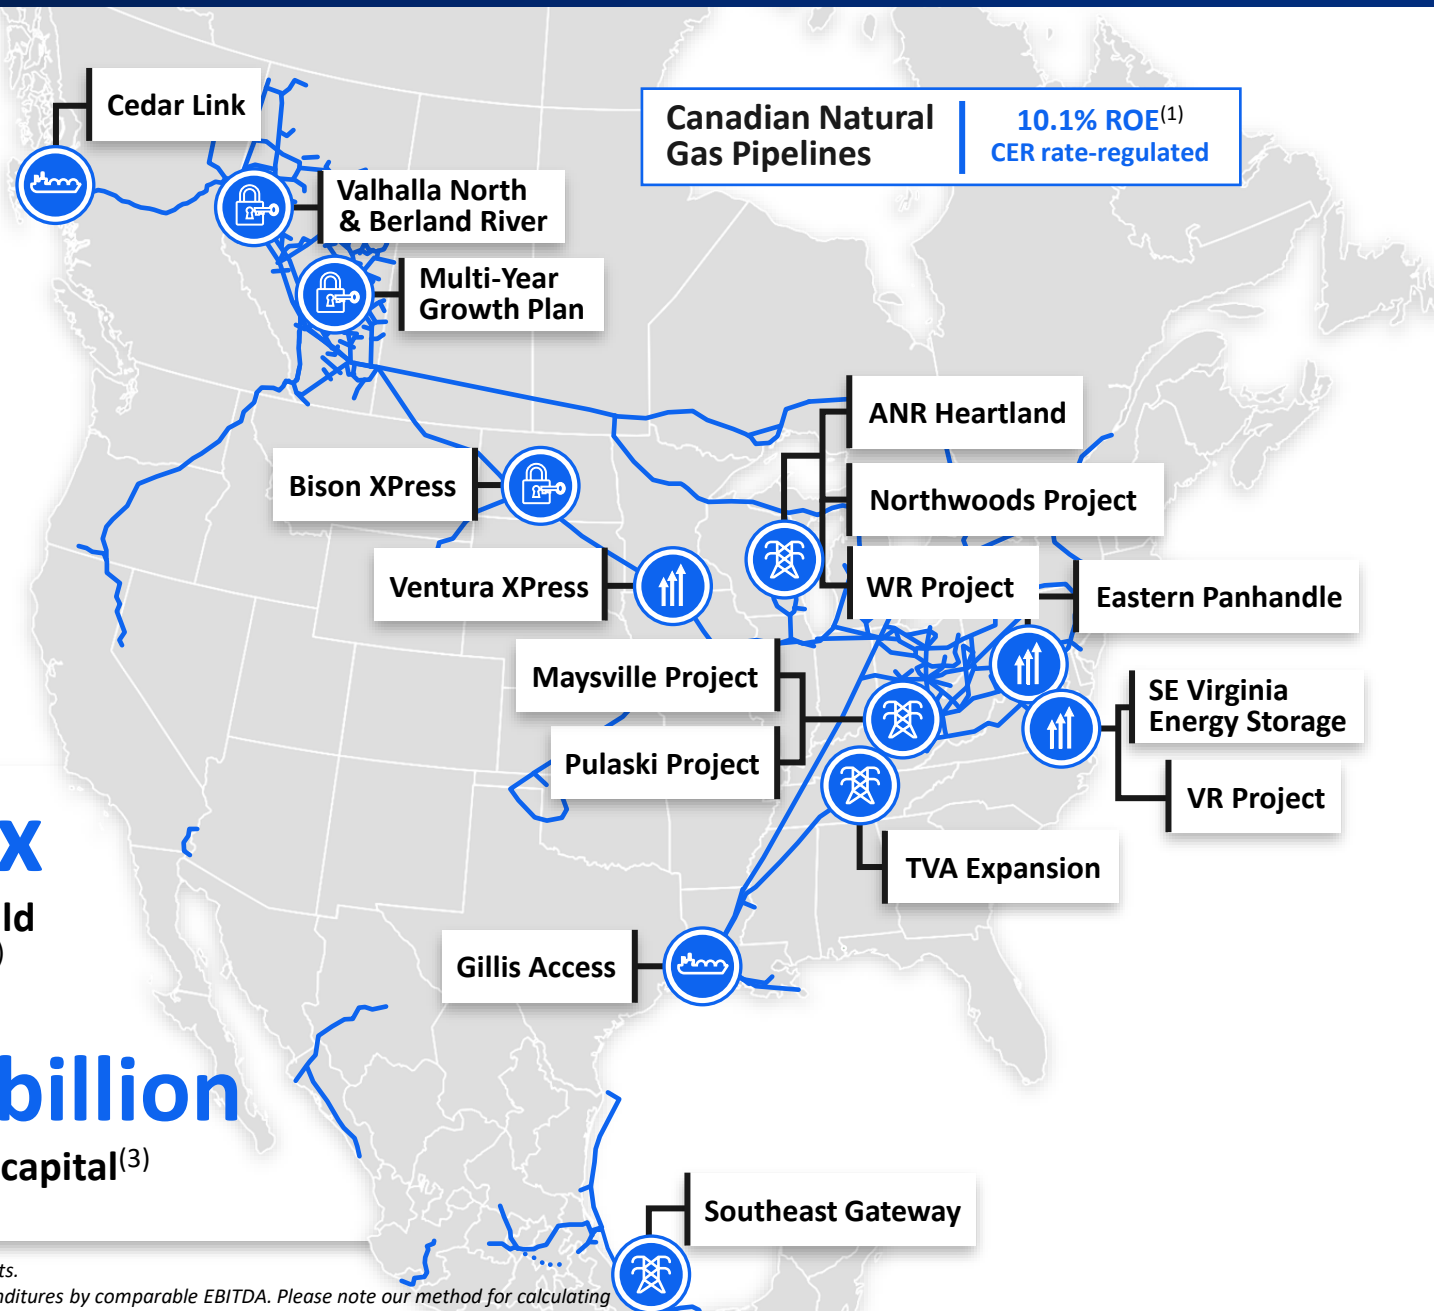 Cedar Link
Canadian Natural
Gas Pipelines
10.1% ROE(1)
CER rate-regulated
Valhalla North
& Berland River
Multi-Year
Growth Plan
ANR Heartland
Bison XPress
Northwoods Project
Ventura XPress
WR Project
Eastern Panhandle
Maysville Project
SE Virginia
Energy Storage
Pulaski Project
VR Project
x
TVA Expansion
ld
)
Gillis Access
billion
capital(3)
Southeast Gateway
ts.
nditures by comparable EBITDA. Please note our method for calculating